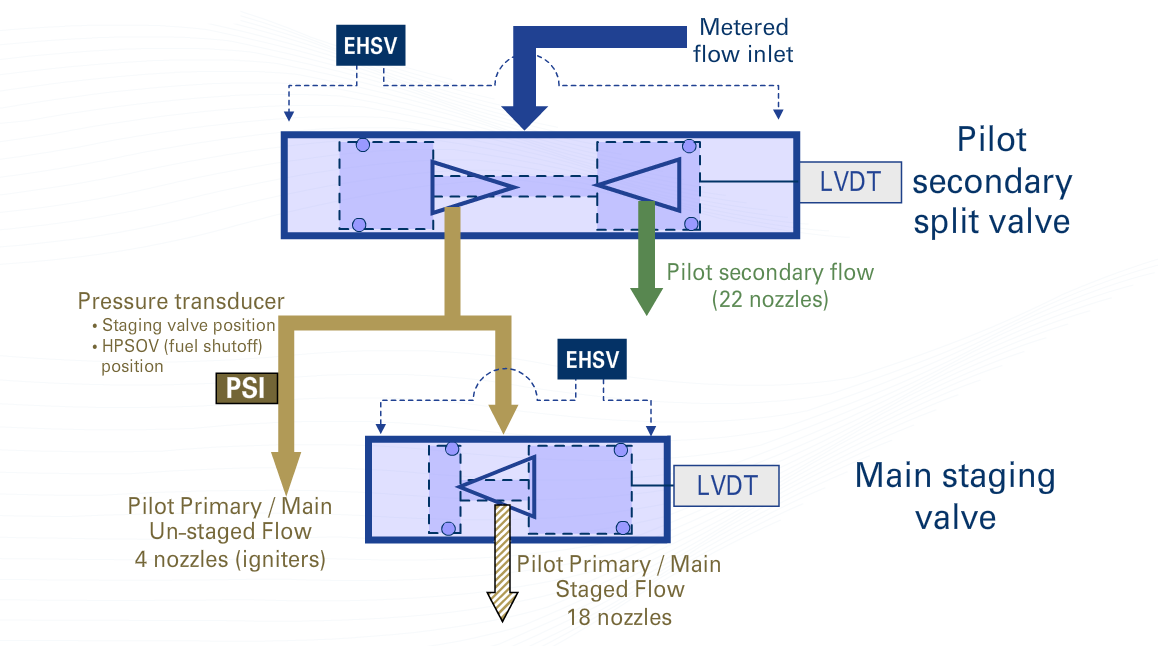 EHSV
Metered
flow inlet
Pilot
secondary
split valve
LVDT
Pilot secondary flow
(22 nozzles)
Pressure transducer
• Staging valve position
• HPSOV (fuel shutoff)
position
PSI
EHSV
LVDT
Main staging
valve
Pilot Primary / Main
Un-staged Flow
4 nozzles (igniters)
Pilot Primary / Main
Staged Flow
18 nozzles